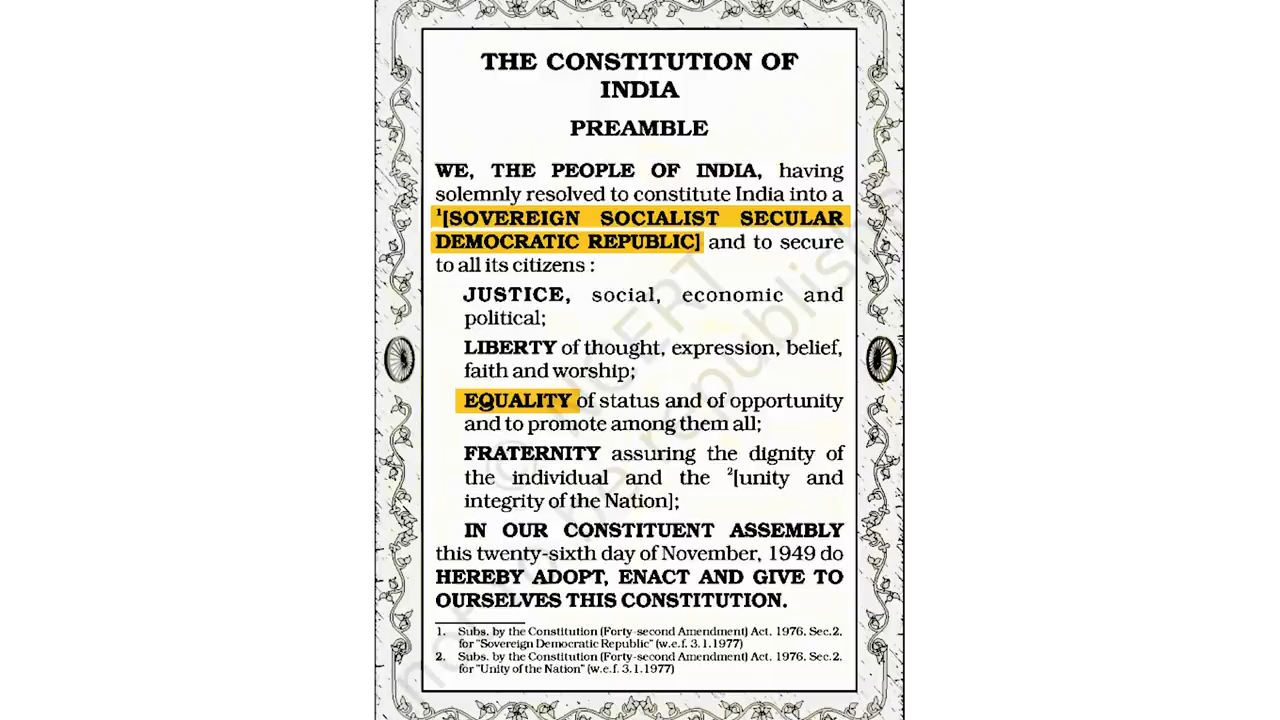 THE CONSTITUTION OF
INDIA
PREAMBLE
WE, THE PEOPLE OF INDIA, having
solemnly resolved to constitute India into a
¹[SOVEREIGN SOCIALIST SECULAR
DEMOCRATIC REPUBLIC] and to secure
to all its citizens :
JUSTICE, social, economic and
political;
LIBERTY of thought, expression, belief,
faith and worship;
EQUALITY of status and of opportunity
and to promote among them all;
FRATERNITY assuring the dignity of
the individual and the ²[unity and
integrity of the Nation];
IN OUR CONSTITUENT ASSEMBLY
this twenty-sixth day of November, 1949 do
HEREBY ADOPT, ENACT AND GIVE TO
OURSELVES THIS CONSTITUTION.
1. Subs. by the Constitution (Forty-second Amendment) Act, 1976, Sec.2,
for "Sovereign Democratic Republic" (w.e.f. 3.1.1977)
2. Subs. by the Constitution (Forty-second Amendment) Act, 1976, Sec.2,
for "Unity of the Nation" (w.e.f. 3.1.1977)
© NCERT
be republish